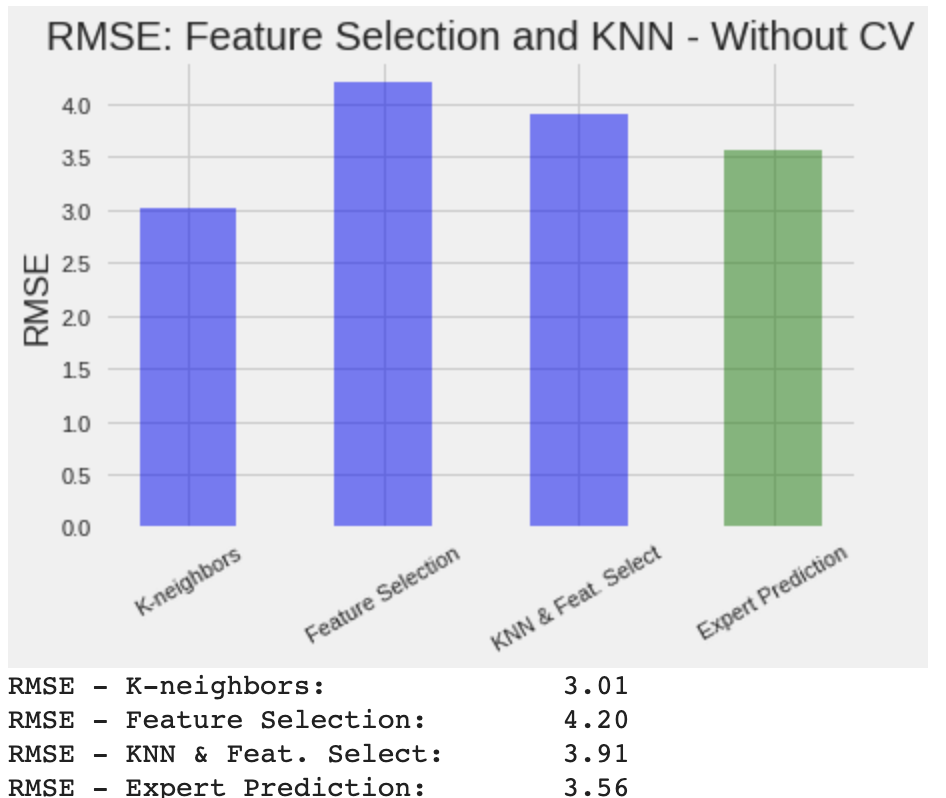 RMSE: Feature Selection and KNN - Without CV
RMSE
4.0
3.5
3.0
2.5
2.0
1.5
1.0
0.5
0.0
K-neighbors
Feature Selection
KNN & Feat. Select
Expert Prediction
RMSE - K-neighbors: 3.01
RMSE - Feature Selection: 4.20
RMSE - KNN & Feat. Select: 3.91
RMSE - Expert Prediction: 3.56